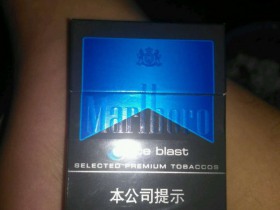 Marlboro
blast
SELECTED PREMIUM TOBACCOS
本公司提示